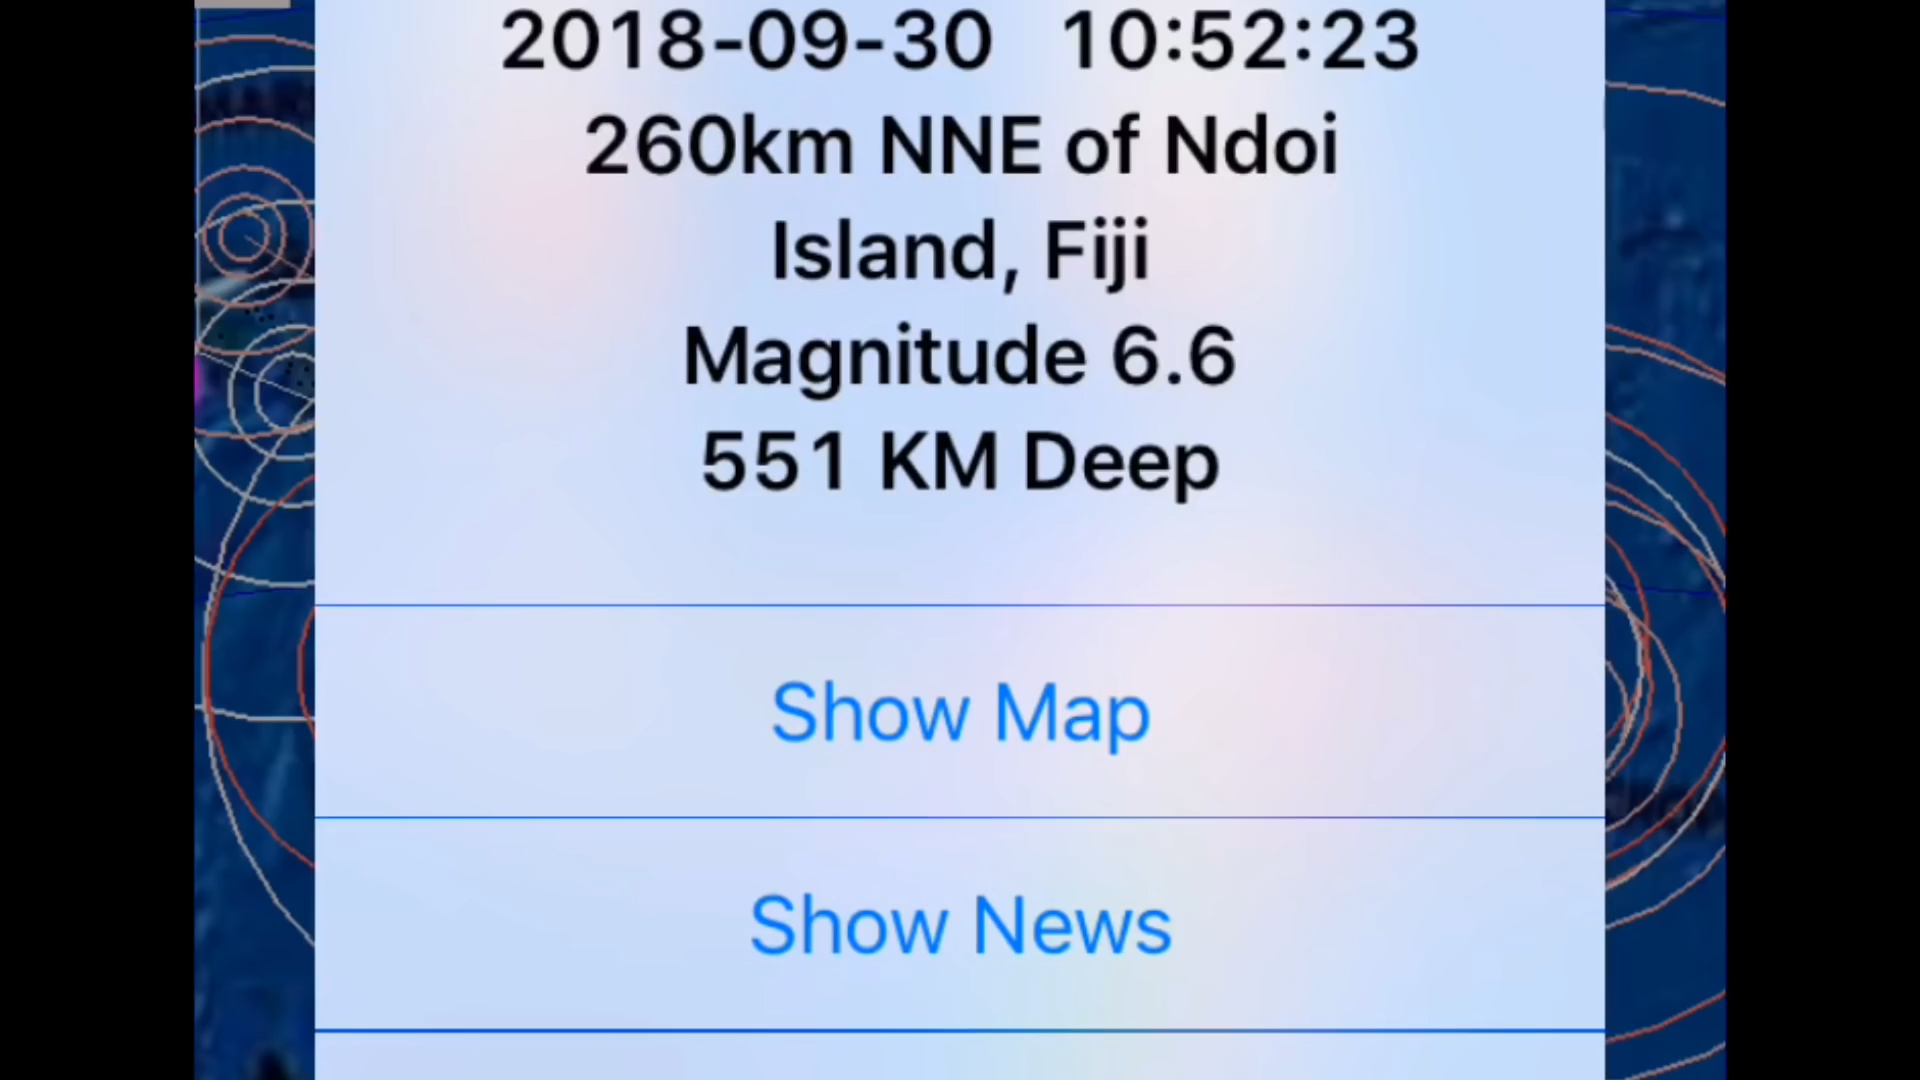 2018-09-30 10:52:23
260km NNE of Ndoi
Island, Fiji
Magnitude 6.6
551 KM Deep
Show Map
Show News